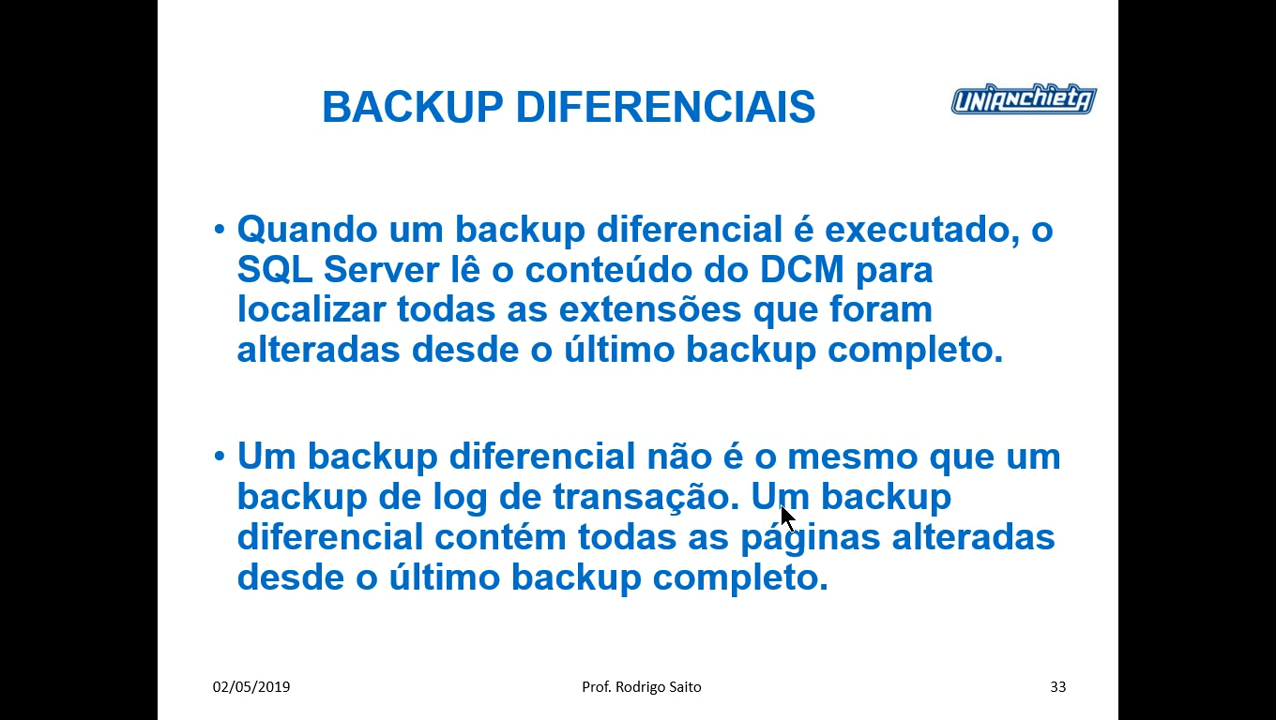 BACKUP DIFERENCIAIS
UNIANCHIETA
• Quando um backup diferencial é executado, o
SQL Server lê o conteúdo do DCM para
localizar todas as extensões que foram
alteradas desde o último backup completo.
• Um backup diferencial não é o mesmo que um
backup de log de transação. Um backup
diferencial contém todas as páginas alteradas
desde o último backup completo.
02/05/2019
Prof. Rodrigo Saito
33